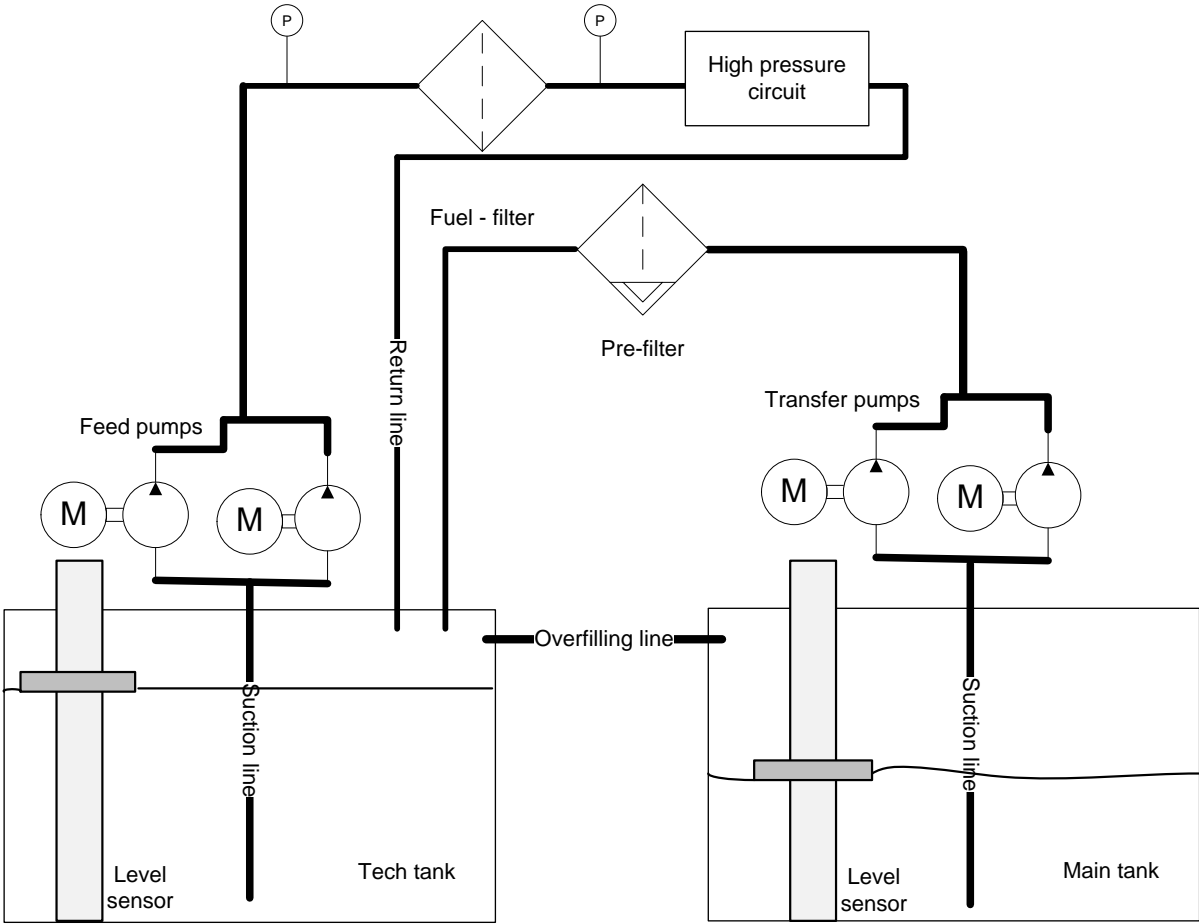 P
P
High pressure
circuit
Fuel - filter
Pre-filter
Return line
Feed pumps
Transfer pumps
M
M
M
M
Overfilling line
Suction line
Suction line
Level
sensor
Tech tank
Level
sensor
Main tank